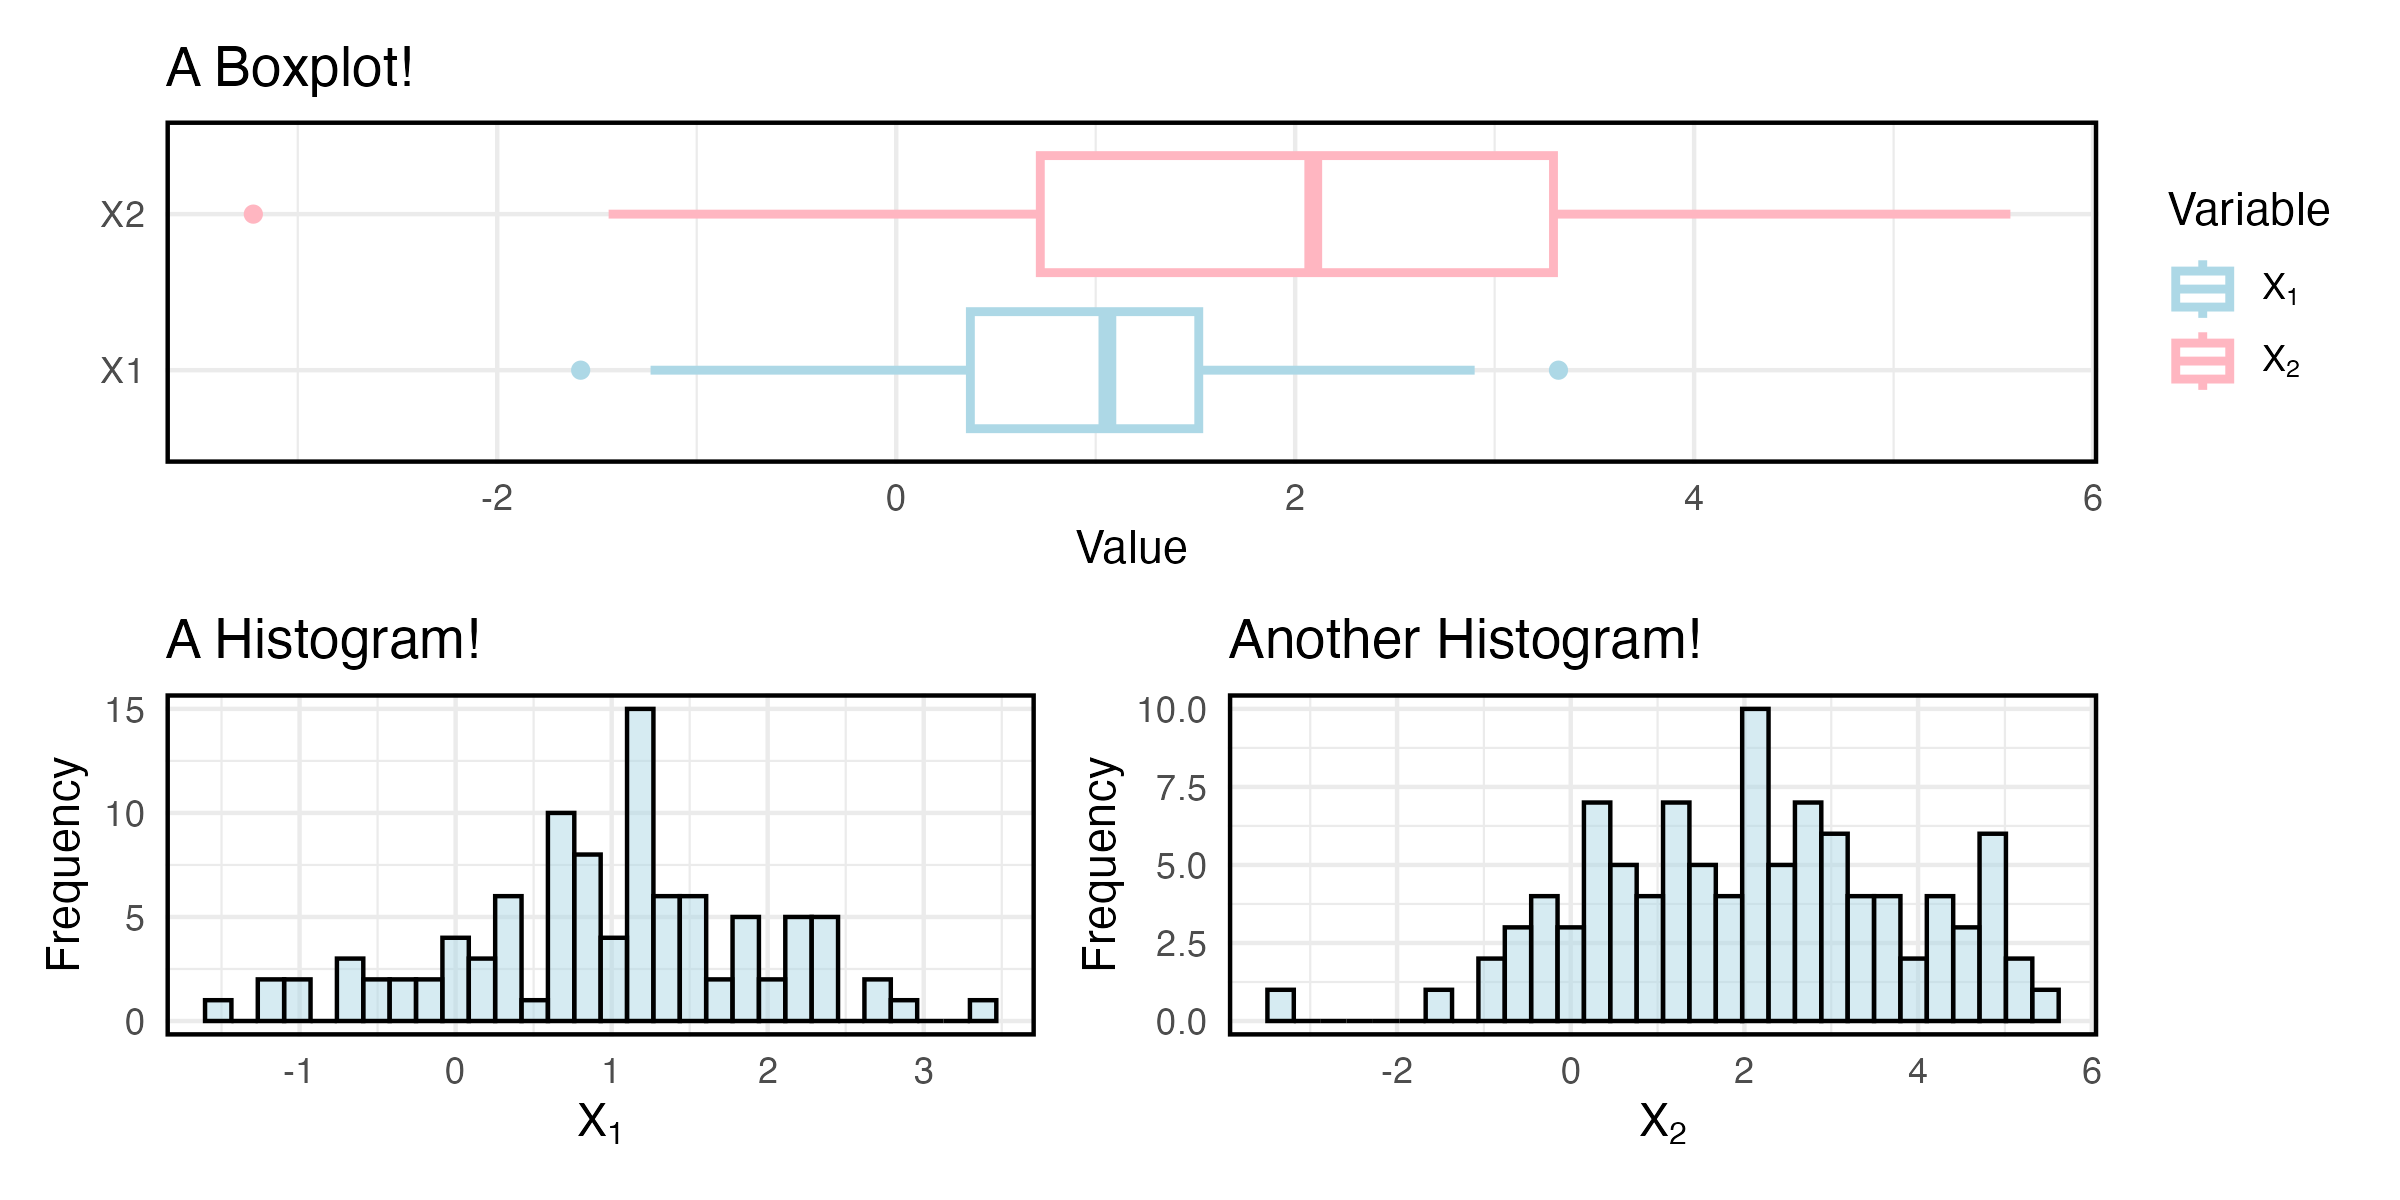 A Boxplot!
X2
X1
-2 0 2 4 6
Value
Variable
X₁
X₂
A Histogram!
15
10
5
0
Frequency
-1 0 1 2 3
X₁
Another Histogram!
10.0
7.5
5.0
2.5
0.0
Frequency
-2 0 2 4 6
X₂